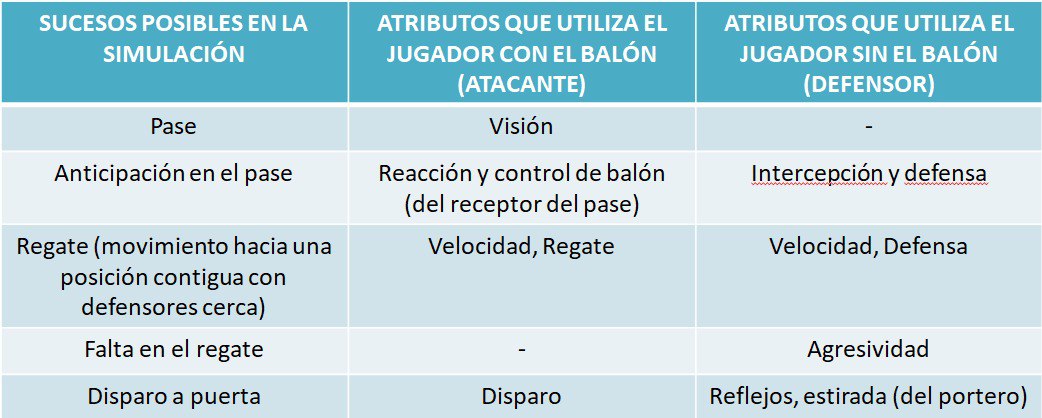 SUCESOS POSIBLES EN LA
SIMULACIÓN
ATRIBUTOS QUE UTILIZA EL
JUGADOR CON EL BALÓN
(ATACANTE)
ATRIBUTOS QUE UTILIZA EL
JUGADOR SIN EL BALÓN
(DEFENSOR)
Pase
Visión
-
Anticipación en el pase
Reacción y control de balón
(del receptor del pase)
Intercepción y defensa
Regate (movimiento hacia una
posición contigua con
defensores cerca)
Velocidad, Regate
Velocidad, Defensa
Falta en el regate
-
Agresividad
Disparo a puerta
Disparo
Reflejos, estirada (del portero)